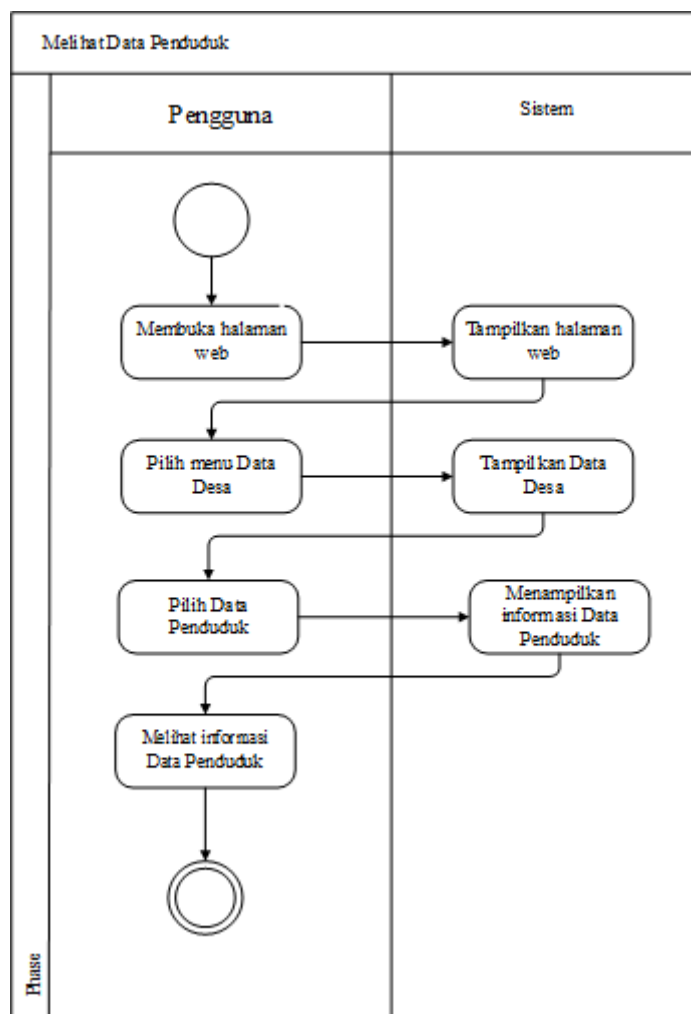 Melihat Data Penduduk
Pengguna
Sistem
Membuka halaman
web
Tampilkan halaman
web
Pilih menu Data
Desa
Tampilkan Data
Desa
Pilih Data
Penduduk
Menampilkan
informasi Data
Penduduk
Melihat informasi
Data Penduduk
Phase